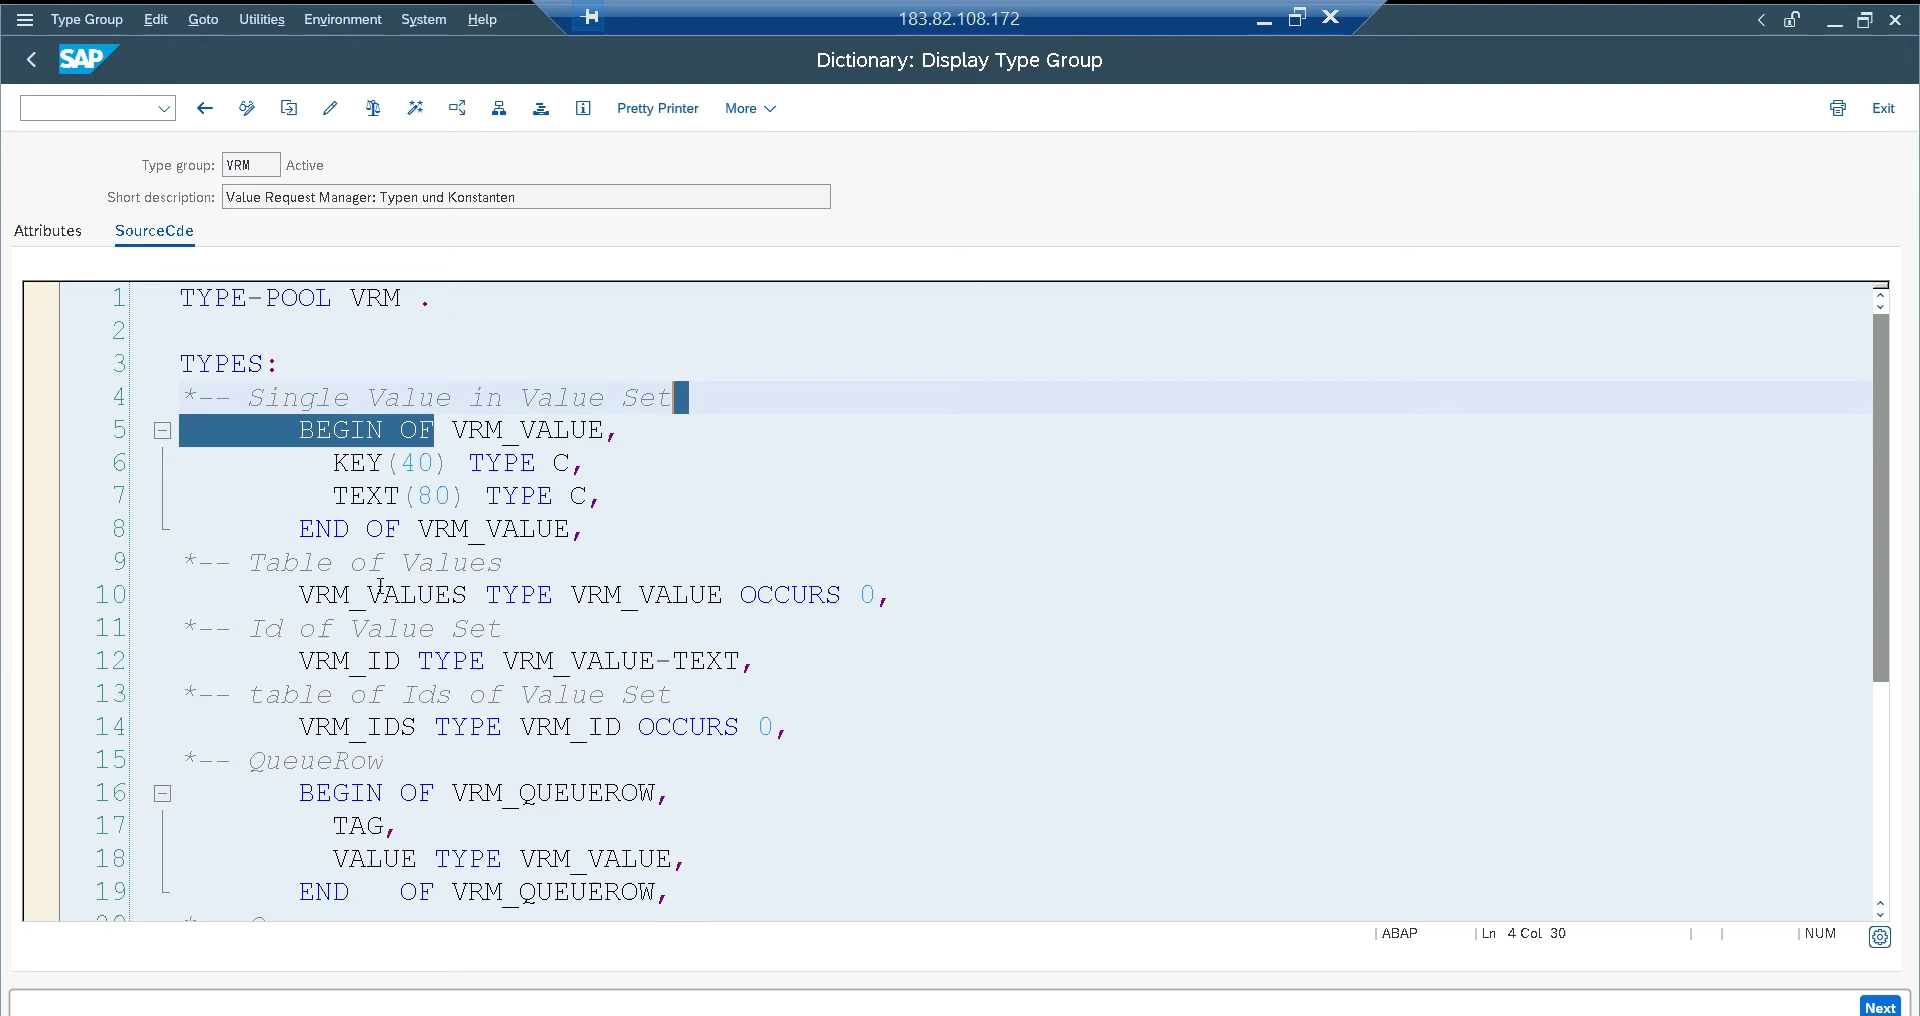 Type Group Edit Goto Utilities Environment System Help 183.82.108.172
SAP Dictionary: Display Type Group
Pretty Printer More Exit
Type group: VRM Active
Short description: Value Request Manager: Typen und Konstanten
Attributes SourceCde
1 TYPE-POOL VRM .
2
3 TYPES:
4 *-- Single Value in Value Set
5 BEGIN OF VRM_VALUE,
6 KEY(40) TYPE C,
7 TEXT(80) TYPE C,
8 END OF VRM_VALUE,
9 *-- Table of Values
10 VRM_VALUES TYPE VRM_VALUE OCCURS 0,
11 *-- Id of Value Set
12 VRM_ID TYPE VRM_VALUE-TEXT,
13 *-- table of Ids of Value Set
14 VRM_IDS TYPE VRM_ID OCCURS 0,
15 *-- QueueRow
16 BEGIN OF VRM_QUEUEROW,
17 TAG,
18 VALUE TYPE VRM_VALUE,
19 END OF VRM_QUEUEROW,
ABAP Ln 4 Col 30 NUM
Next